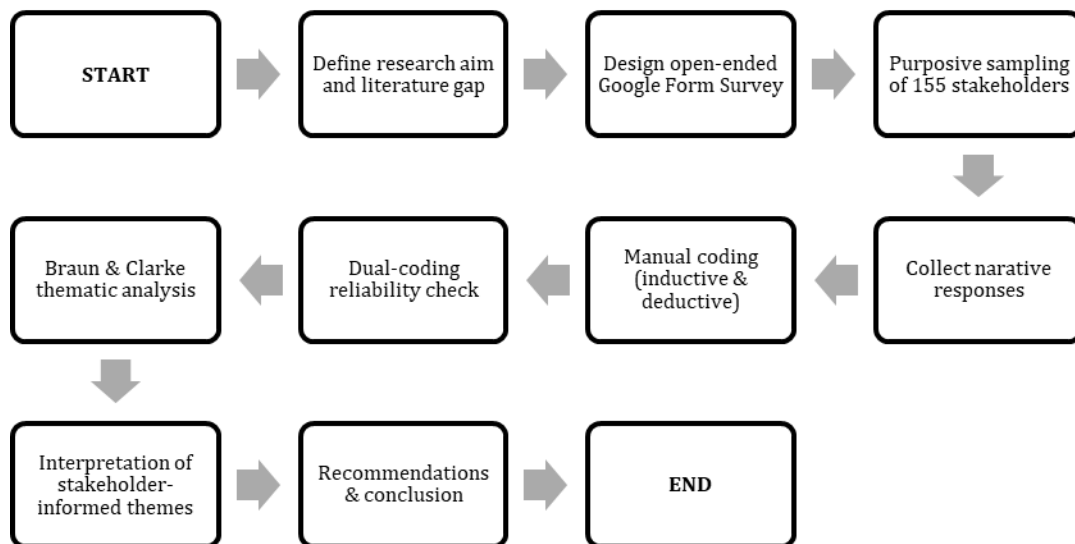 START
Define research aim
and literature gap
Design open-ended
Google Form Survey
Purposive sampling
of 155 stakeholders
Collect narative
responses
Manual coding
(inductive &
deductive)
Dual-coding
reliability check
Braun & Clarke
thematic analysis
Interpretation of
stakeholder-
informed themes
Recommendations
& conclusion
END